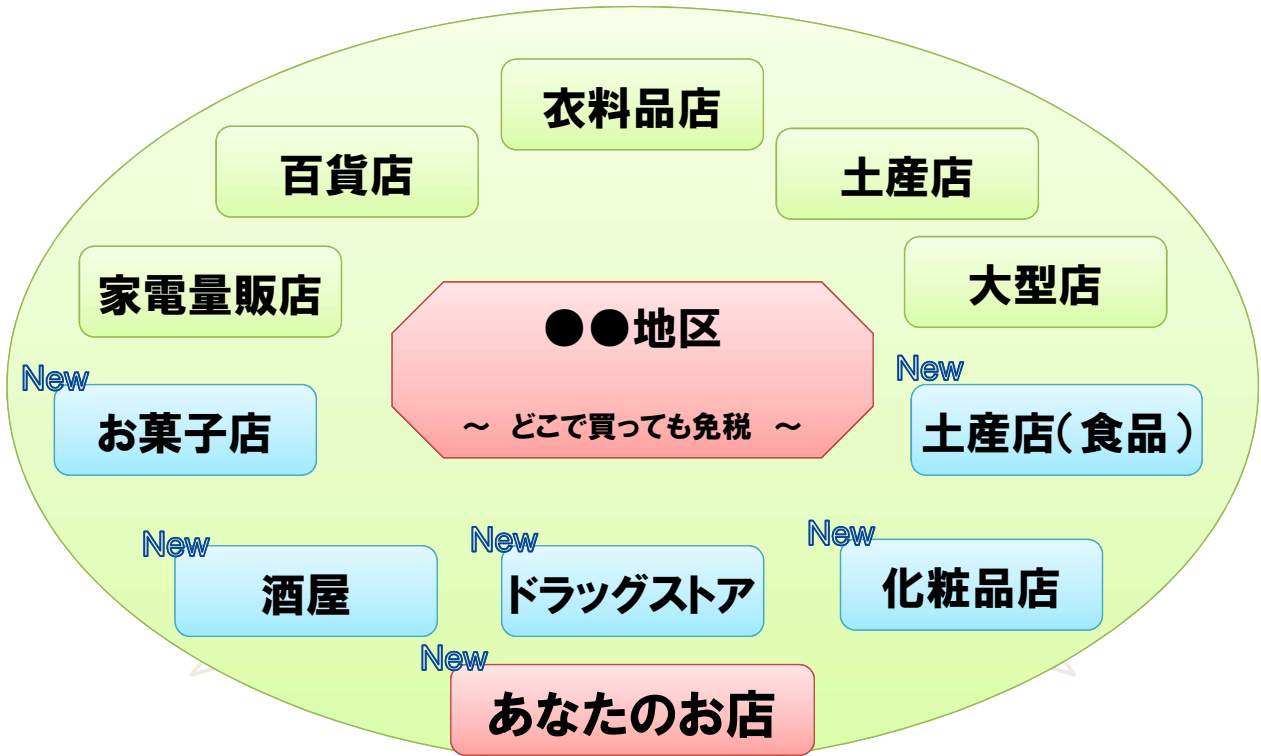 衣料品店
百貨店
土産店
家電量販店
大型店
●●地区
～ どこで買っても免税 ～
New
お菓子店
New
土産店(食品)
New
酒屋
New
ドラッグストア
New
化粧品店
New
あなたのお店